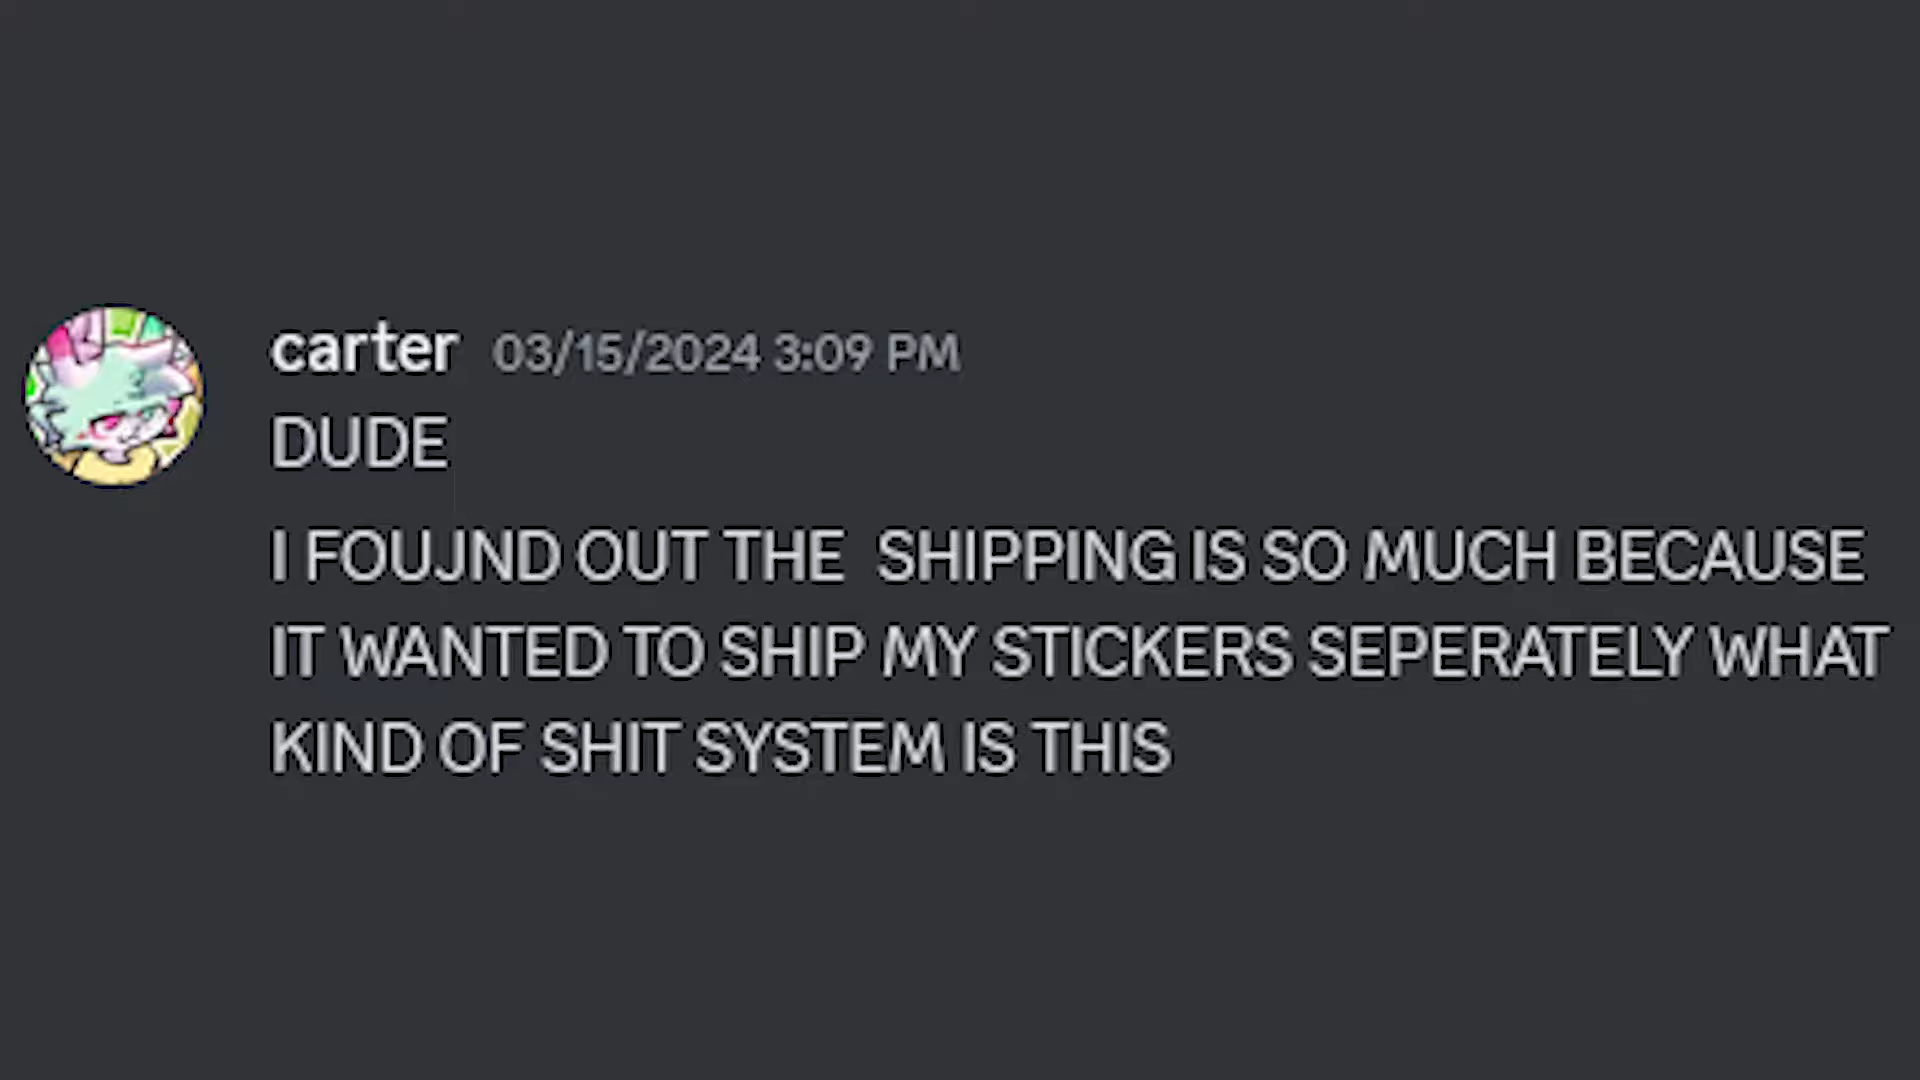 carter 03/15/2024 3:09 PM
DUDE
I FOUJND OUT THE  SHIPPING IS SO MUCH BECAUSE
IT WANTED TO SHIP MY STICKERS SEPERATELY WHAT
KIND OF SHIT SYSTEM IS THIS